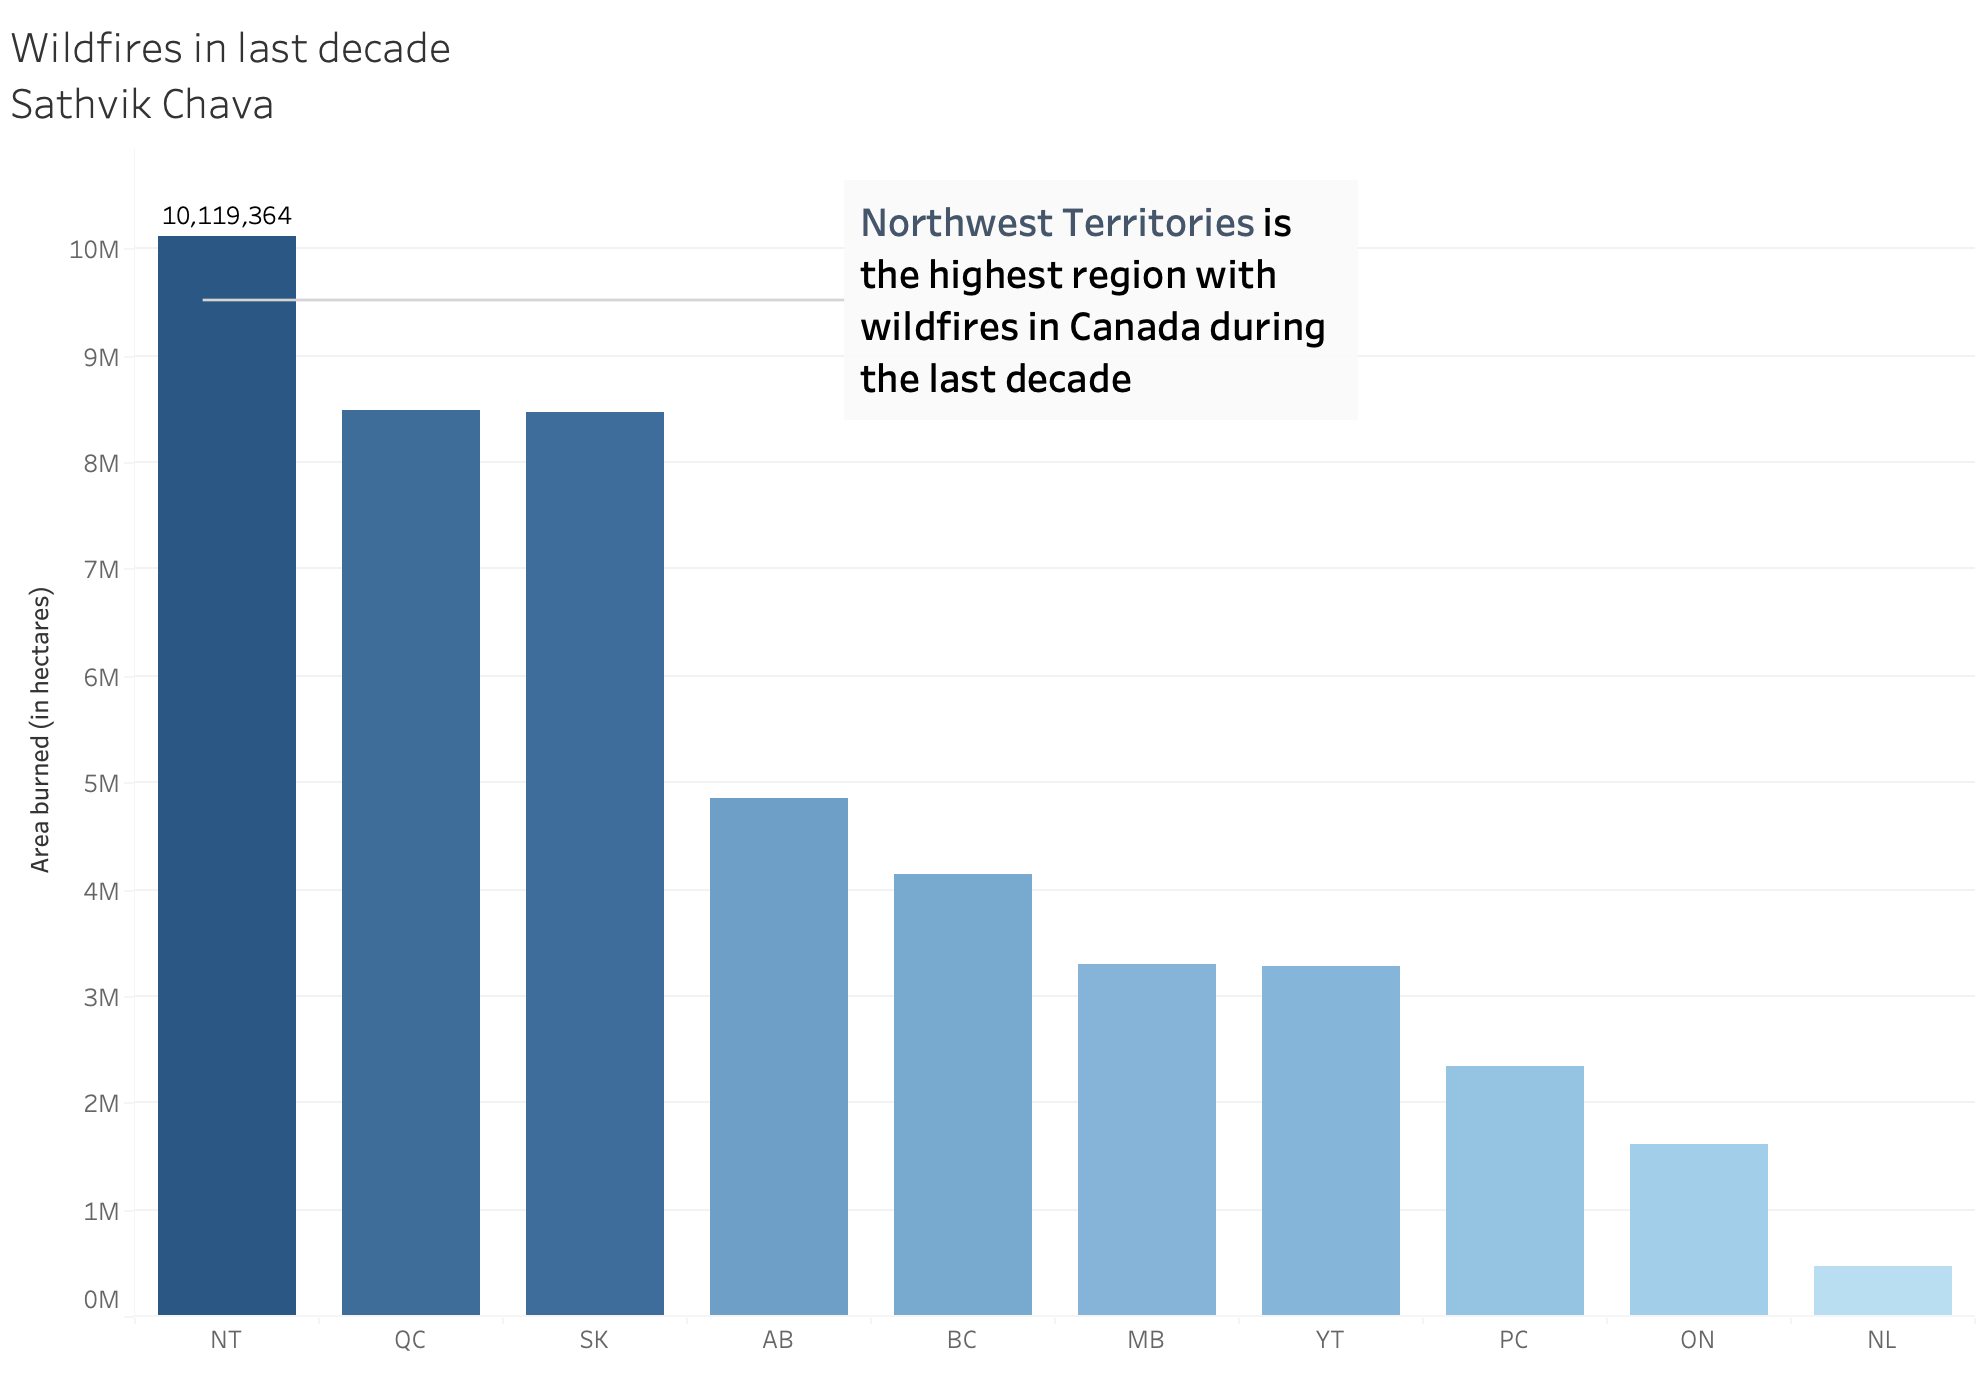 Wildfires in last decade
Sathvik Chava
10,119,364
Northwest Territories is
the highest region with
wildfires in Canada during
the last decade
10M
9M
8M
7M
6M
5M
4M
3M
2M
1M
0M
Area burned (in hectares)
NT QC SK AB BC MB YT PC ON NL